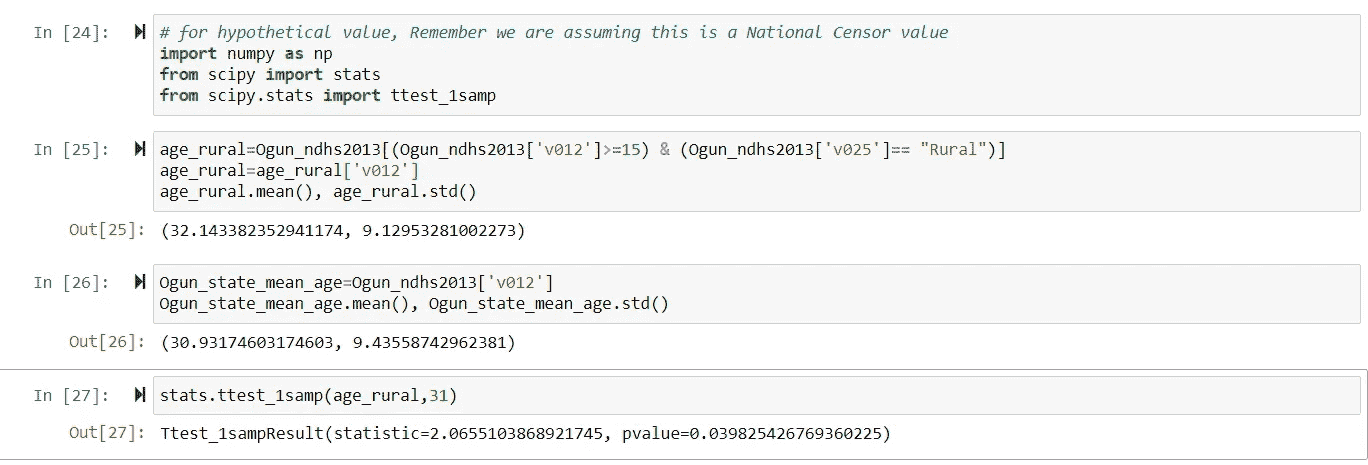 In [24]: # for hypothetical value, Remember we are assuming this is a National Censor value
import numpy as np
from scipy import stats
from scipy.stats import ttest_1samp
In [25]: age_rural=Ogun_ndhs2013[(Ogun_ndhs2013['v012']>=15) & (Ogun_ndhs2013['v025']== "Rural")]
age_rural=age_rural['v012']
age_rural.mean(), age_rural.std()
Out[25]: (32.143382352941174, 9.12953281002273)
In [26]: Ogun_state_mean_age=Ogun_ndhs2013['v012']
Ogun_state_mean_age.mean(), Ogun_state_mean_age.std()
Out[26]: (30.93174603174603, 9.43558742962381)
In [27]: stats.ttest_1samp(age_rural,31)
Out[27]: Ttest_1sampResult(statistic=2.0655103868921745, pvalue=0.039825426769360225)